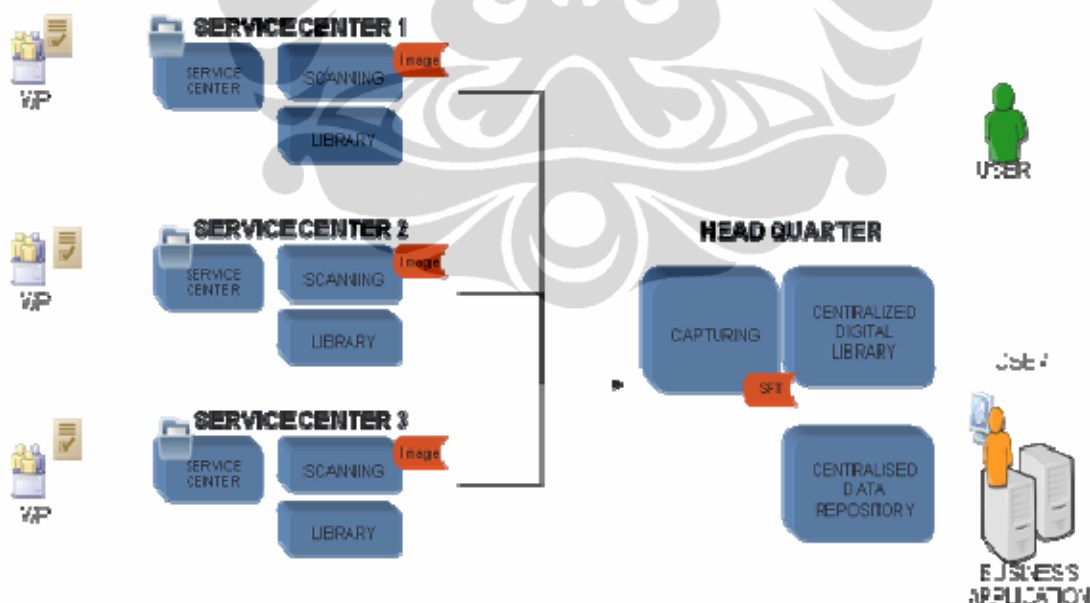 SERVICE CENTER 1
SERVICE
CENTER
SCANNING
Image
LIBRARY
WP
USER
SERVICE CENTER 2
SERVICE
CENTER
SCANNING
Image
LIBRARY
WP
HEAD QUARTER
CAPTURING
CENTRALIZED
DIGITAL
LIBRARY
SPT
USER
SERVICE CENTER 3
SERVICE
CENTER
SCANNING
Image
LIBRARY
WP
CENTRALISED
DATA
REPOSITORY
BUSINESS
APPLICATION